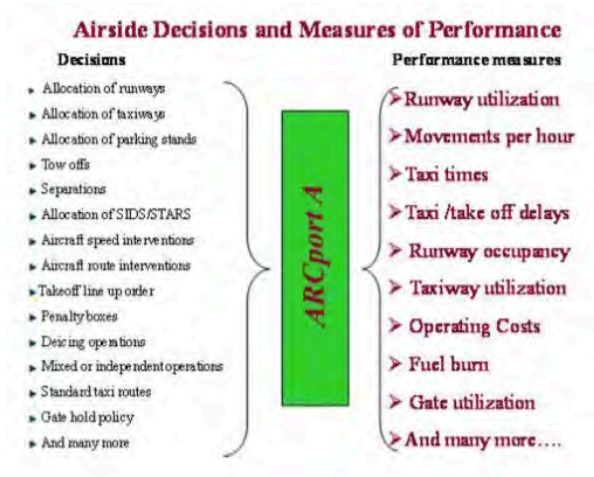 Airside Decisions and Measures of Performance
Decisions
Allocation of runways
Allocation of taxiways
Allocation of parking stands
Tow offs
Separations
Allocation of SIDS/STARS
Aircraft speed interventions
Aircraft route interventions
Takeoff line up order
Penalty boxes
Deicing operations
Mixed or independent operations
Standard taxi routes
Gate hold policy
And many more
ARCport A
Performance measures
Runway utilization
Movements per hour
Taxi times
Taxi /take off delays
Runway occupancy
Taxiway utilization
Operating Costs
Fuel burn
Gate utilization
And many more....